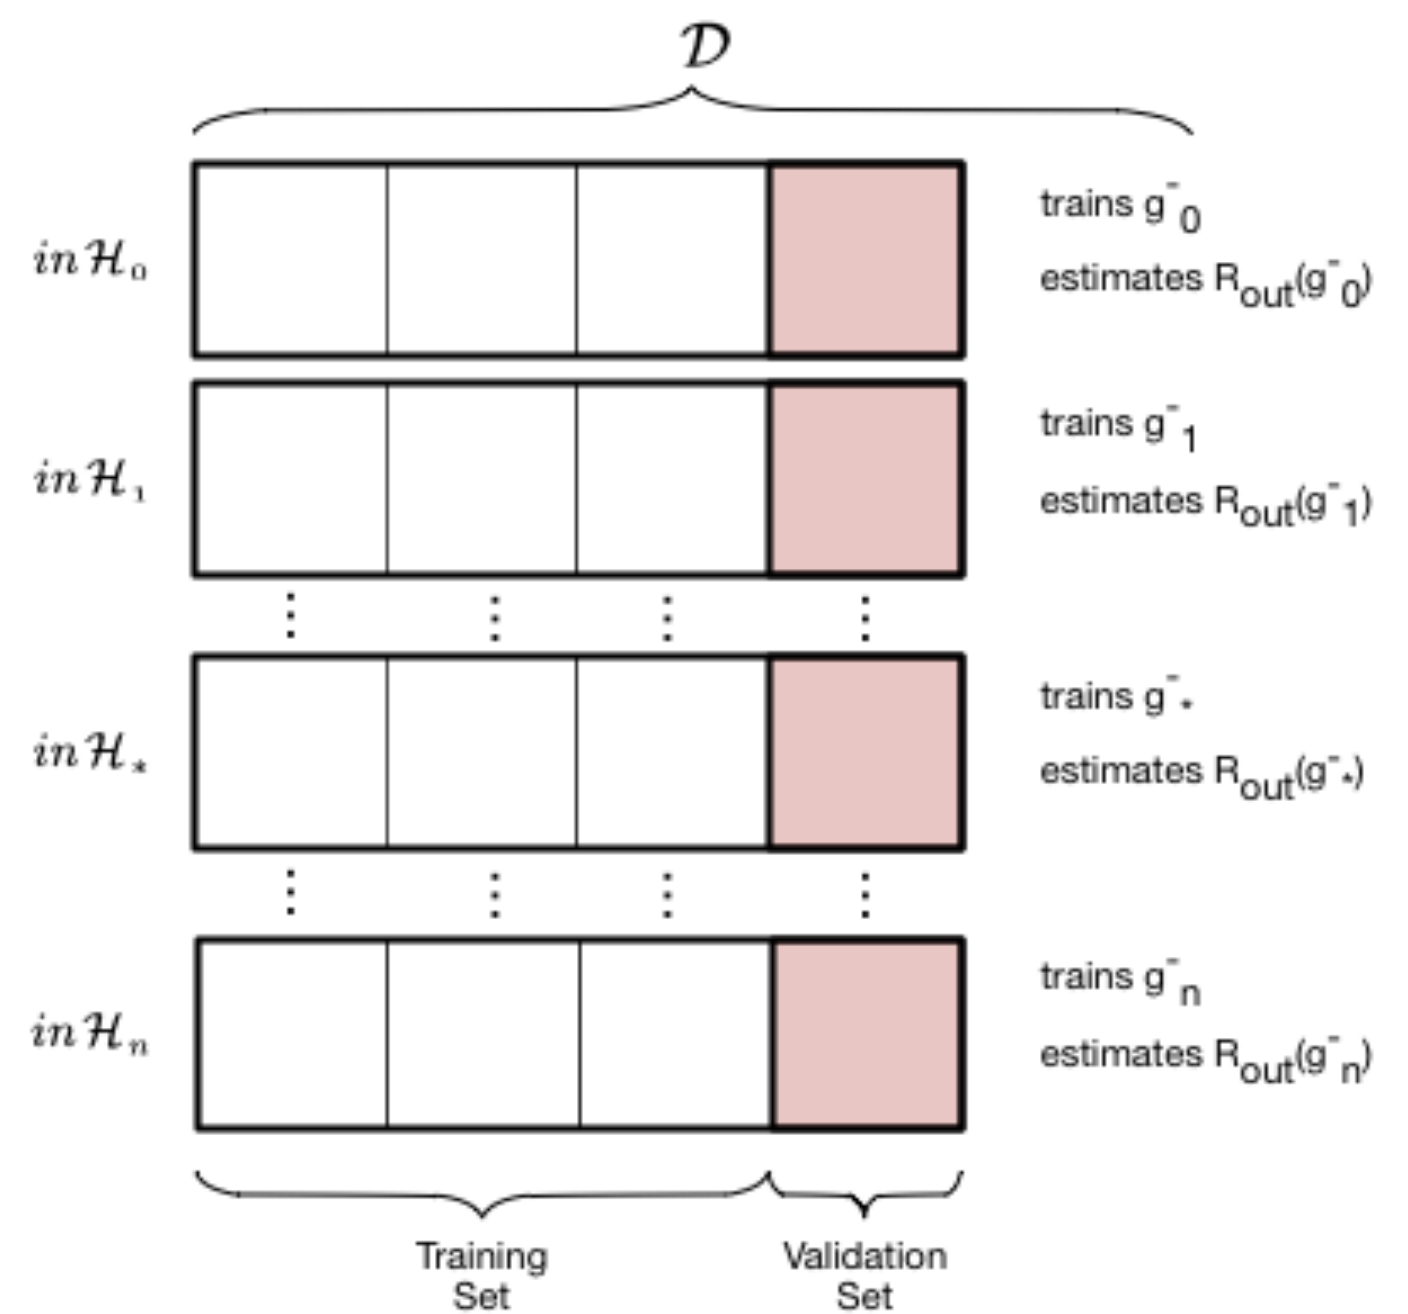 𝒟
in ℋ₀
trains g⁻₀
estimates R_out(g⁻₀)
in ℋ₁
trains g⁻₁
estimates R_out(g⁻₁)
in ℋ_*
trains g⁻_*
estimates R_out(g⁻_*)
in ℋₙ
trains g⁻ₙ
estimates R_out(g⁻ₙ)
Training
Set
Validation
Set